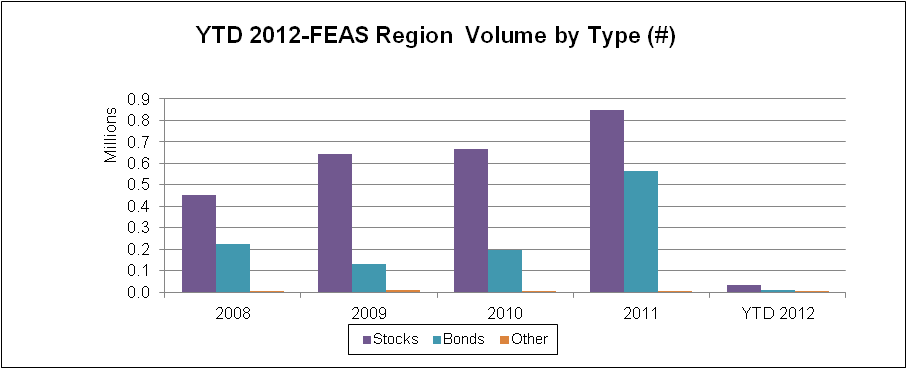 YTD 2012-FEAS Region  Volume by Type (#)
Millions
0.9
0.8
0.7
0.6
0.5
0.4
0.3
0.2
0.1
0.0
2008 2009 2010 2011 YTD 2012
Stocks Bonds Other